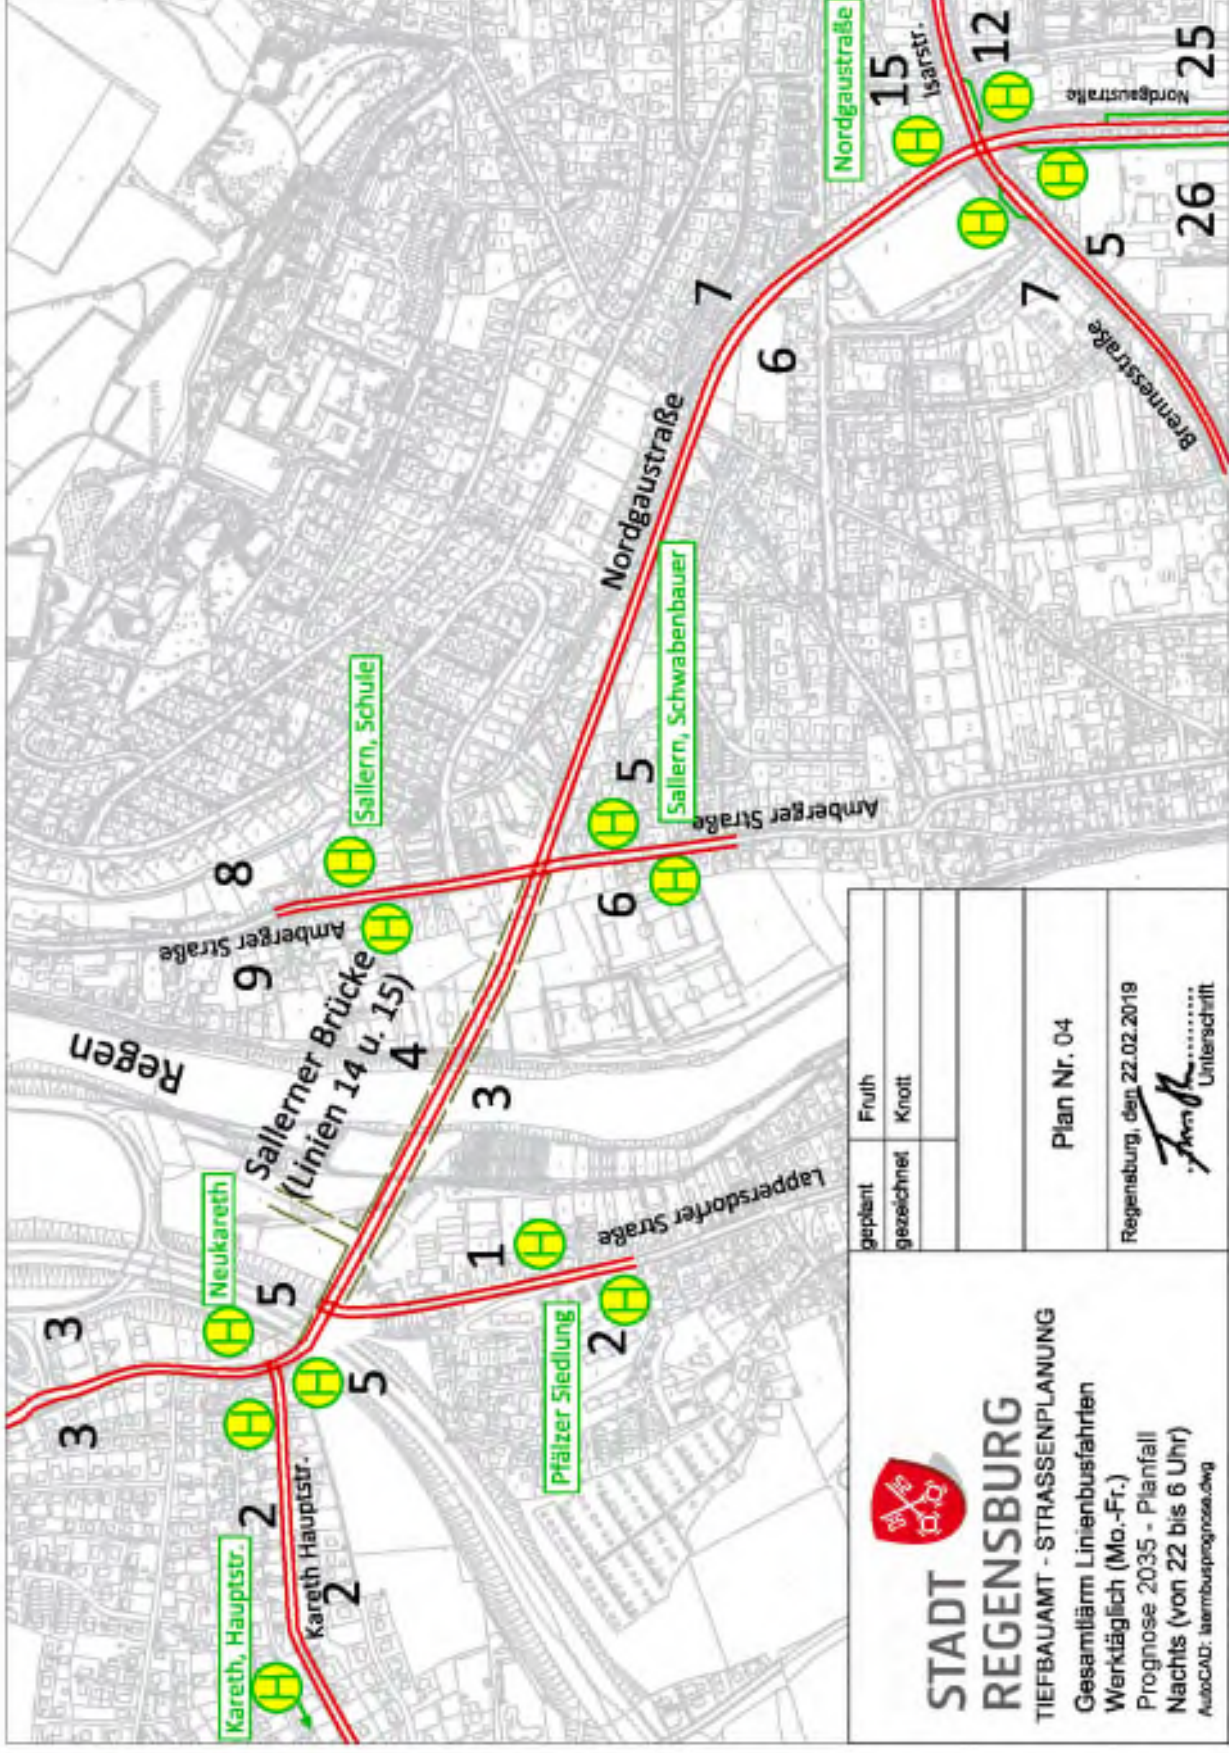 Kareth, Hauptstr.
2
Kareth Hauptstr.
2
3
3
Neukareth
5
5
Pfälzer Siedlung
1
2
Lappersdorfer Straße
Regen
Sallerner Brücke
(Linien 14 u. 15)
4
3
8
9
Amberger Straße
Sallern, Schule
Sallern, Schwabenbauer
5
6
Amberger Straße
Nordgaustraße
7
6
Nordgaustraße
15
Isarstr.
12
Nordgaustraße
25
26
5
7
Brennesstraße
H
H
H
H
H
H
H
H
H
H
H
H
H
H
STADT
REGENSBURG
TIEFBAUAMT - STRASSENPLANUNG
Gesamtlärm Linienbusfahrten
Werktäglich (Mo.-Fr.)
Prognose 2035 - Planfall
Nachts (von 22 bis 6 Uhr)
AutoCAD: laermbusprognose.dwg
geplant Fruth
gezeichnet Knott
Plan Nr. 04
Regensburg, den 22.02.2019
Unterschrift